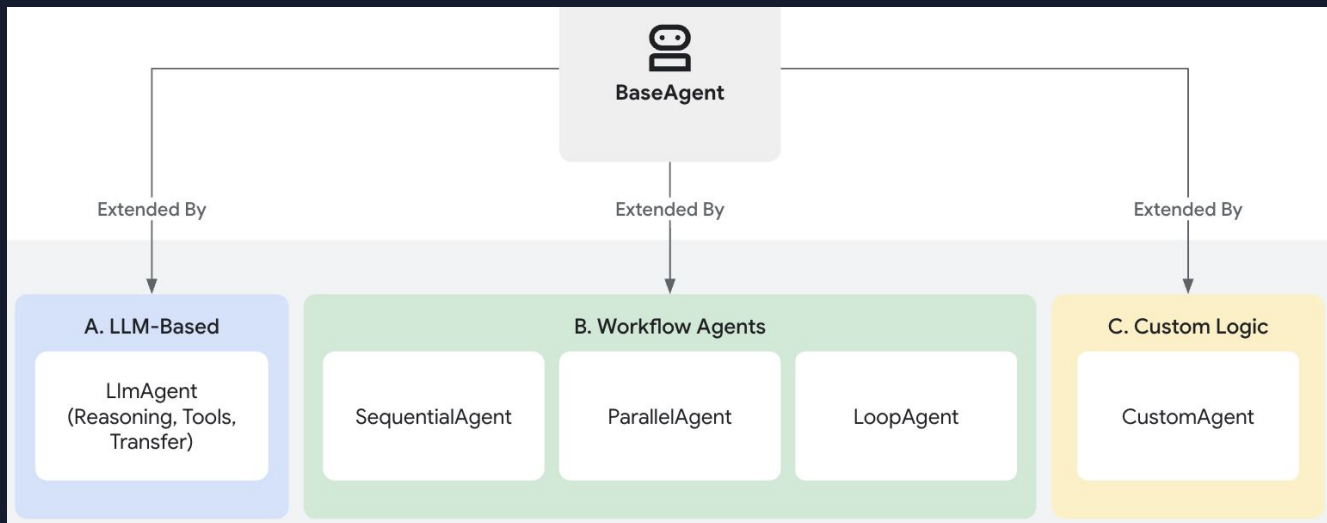 BaseAgent
Extended By
Extended By
Extended By
A. LLM-Based
LlmAgent
(Reasoning, Tools,
Transfer)
B. Workflow Agents
SequentialAgent
ParallelAgent
LoopAgent
C. Custom Logic
CustomAgent